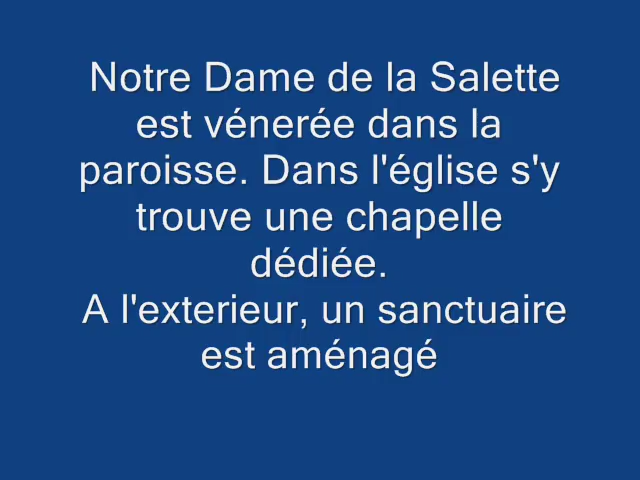 Notre Dame de la Salette
est vénerée dans la
paroisse. Dans l'église s'y
trouve une chapelle
dédiée.
A l'exterieur, un sanctuaire
est aménagé